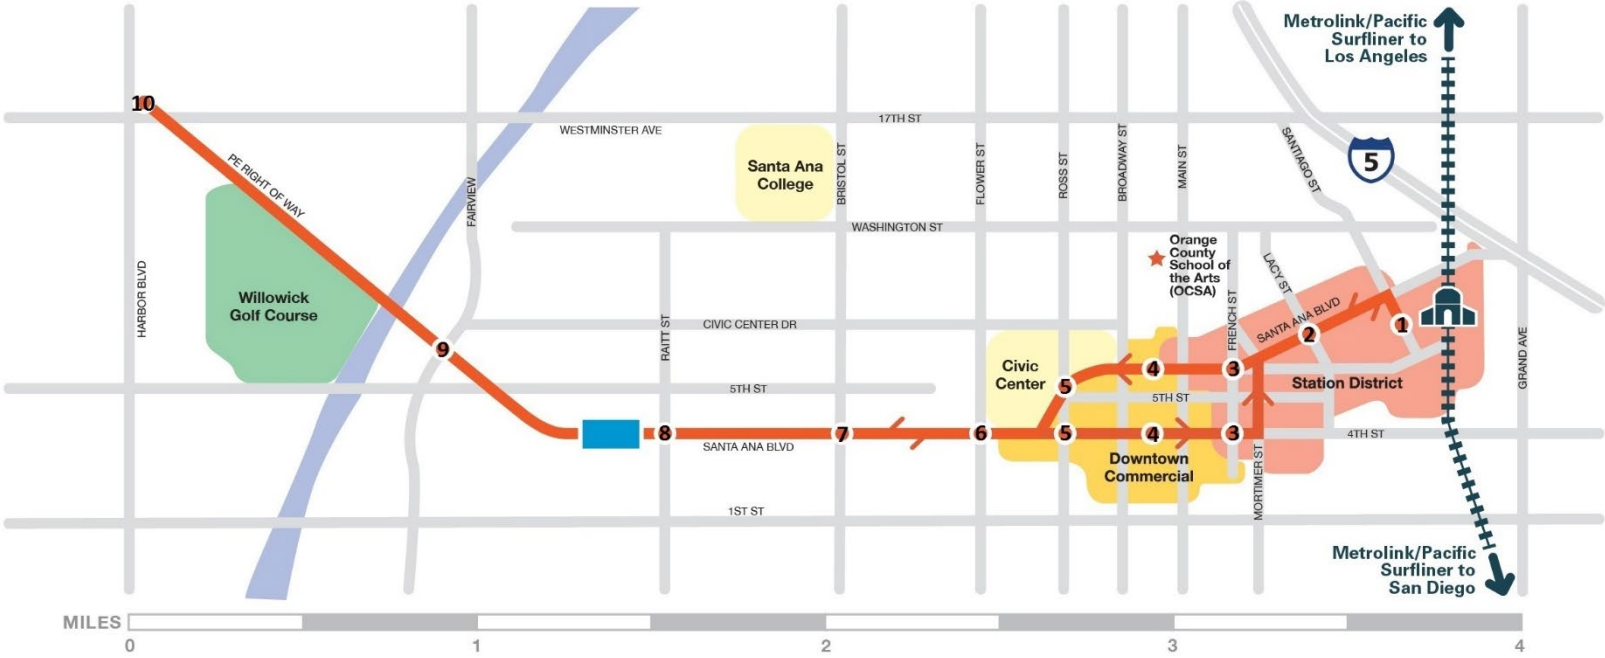 Metrolink/Pacific
Surfliner to
Los Angeles
10
17TH ST
WESTMINSTER AVE
PE RIGHT OF WAY
FAIRVIEW
Santa Ana
College
BRISTOL ST
FLOWER ST
ROSS ST
BROADWAY ST
MAIN ST
SANTIAGO ST
5
WASHINGTON ST
HARBOR BLVD
Willowick
Golf Course
Orange
County
School of
the Arts
(OCSA)
LACY ST
FRENCH ST
SANTA ANA BLVD
RAITT ST
CIVIC CENTER DR
1
2
9
GRAND AVE
Civic
Center
5
4
3
Station District
5TH ST
5TH ST
8
7
6
5
4
3
4TH ST
SANTA ANA BLVD
Downtown
Commercial
MORTIMER ST
1ST ST
Metrolink/Pacific
Surfliner to
San Diego
MILES
0
1
2
3
4